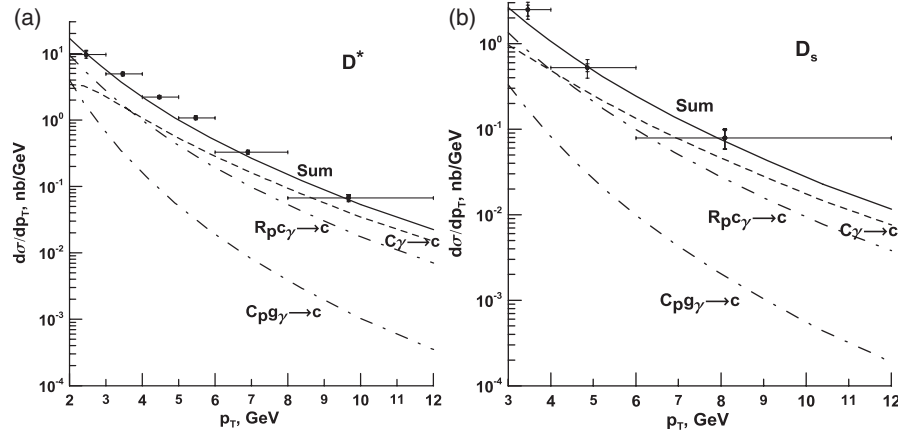 (a)
D*
10¹
10⁰
10⁻¹
10⁻²
10⁻³
10⁻⁴
dσ/dp_T, nb/GeV
Sum
R_p c_γ→c
C_γ→c
C_p g_γ→c
2 3 4 5 6 7 8 9 10 11 12
p_T, GeV
(b)
D_s
10⁰
10⁻¹
10⁻²
10⁻³
10⁻⁴
dσ/dp_T, nb/GeV
Sum
R_p c_γ→c
C_γ→c
C_p g_γ→c
3 4 5 6 7 8 9 10 11 12
p_T, GeV